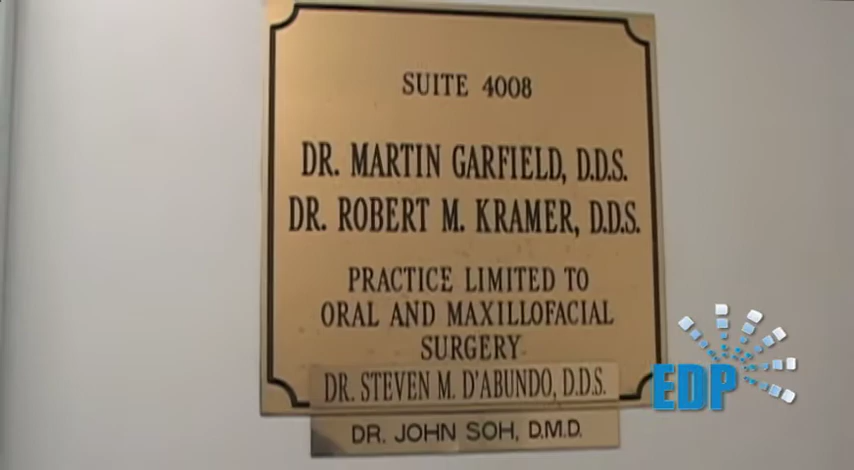 SUITE 4008
DR. MARTIN GARFIELD, D.D.S.
DR. ROBERT M. KRAMER, D.D.S.
PRACTICE LIMITED TO
ORAL AND MAXILLOFACIAL
SURGERY
DR. STEVEN M. D'ABUNDO, D.D.S.
DR. JOHN SOH, D.M.D.
EDP